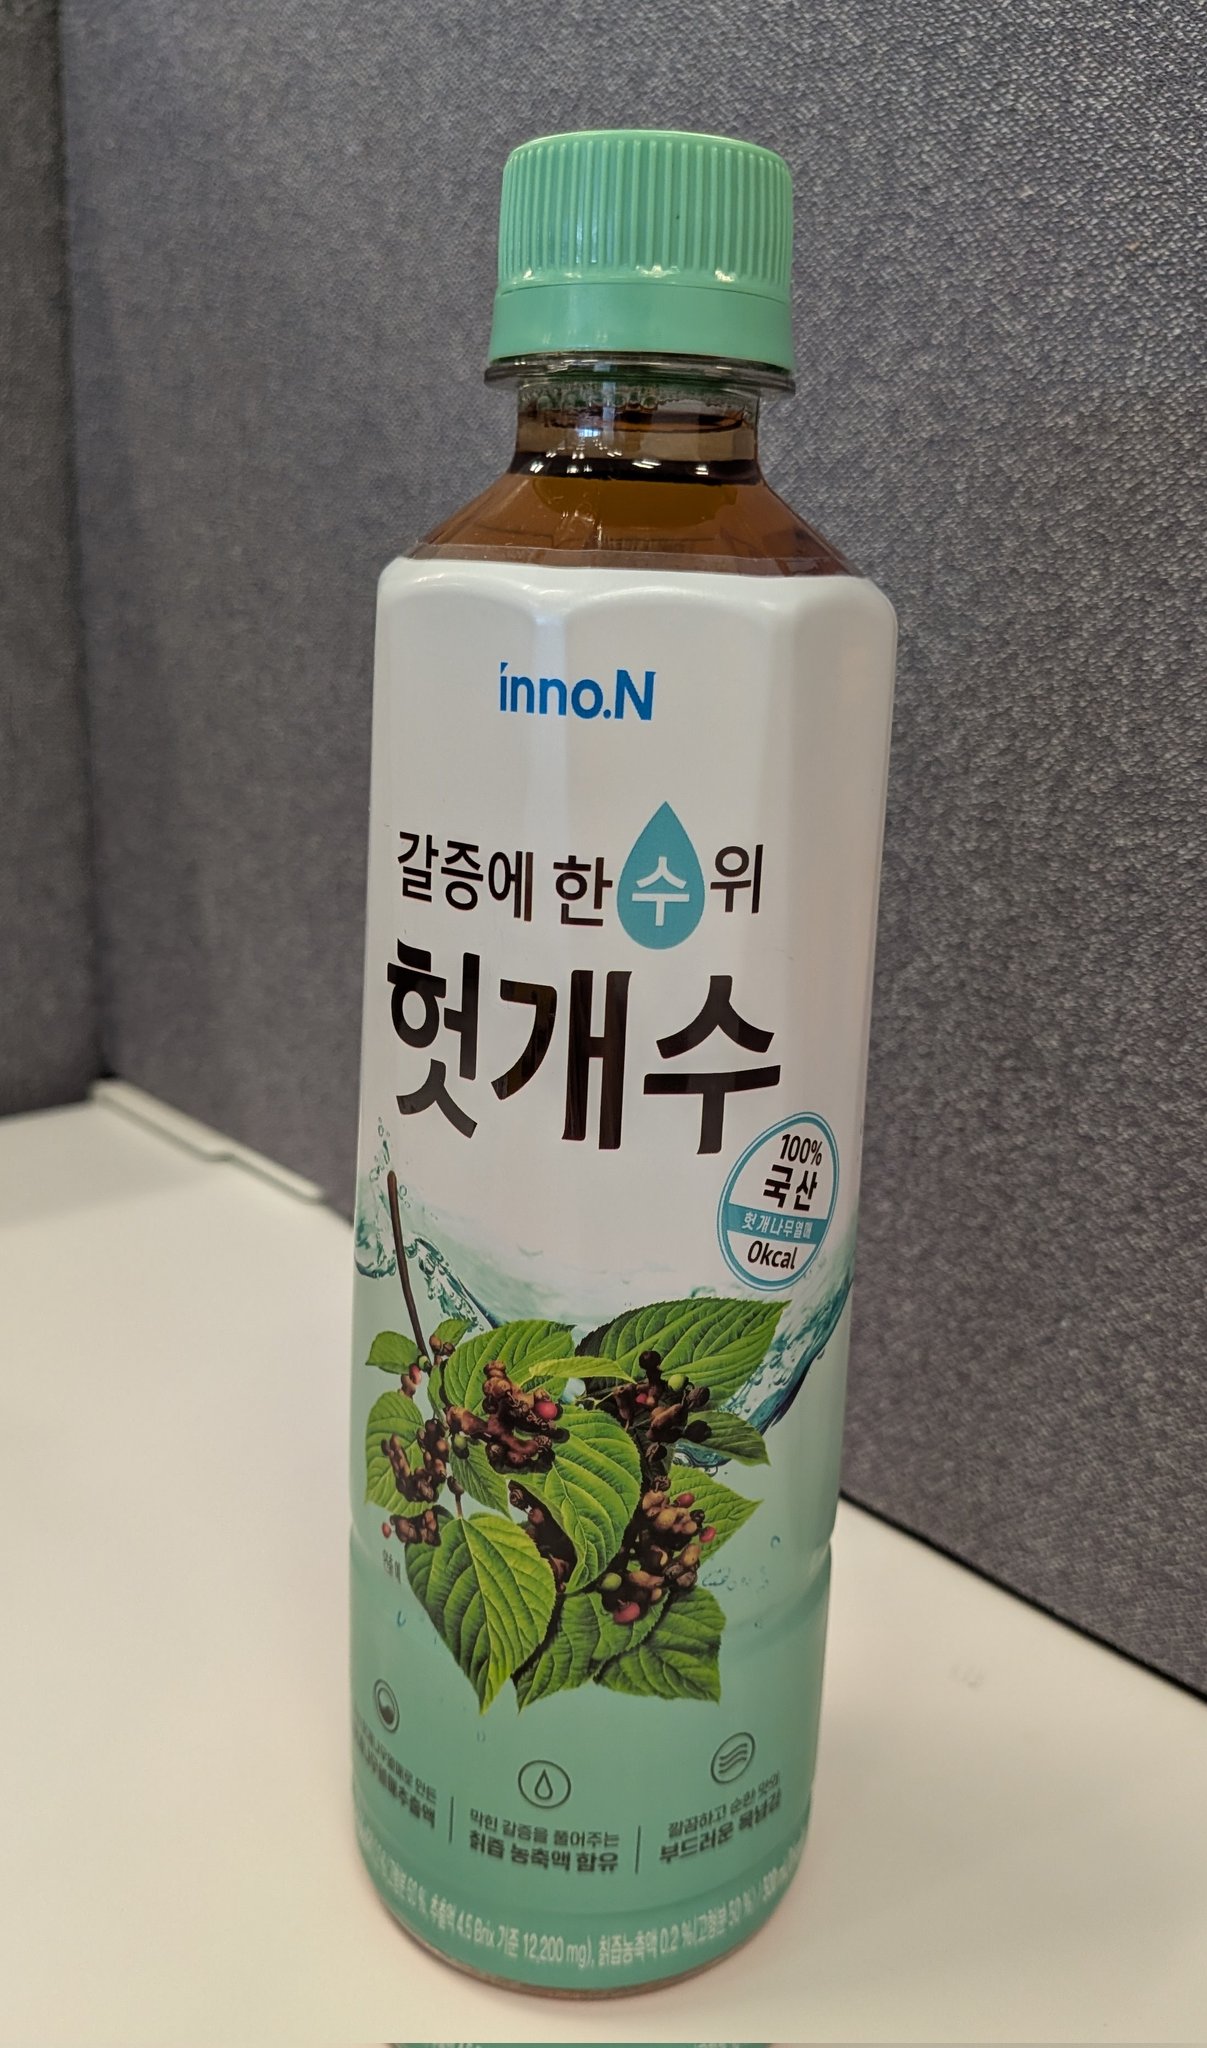 inno.N
갈증에 한수위
헛개수
100%
국산
헛개나무열매
0kcal
만든
막힌 갈증을 풀어주는
칡즙 농축액 함유
깔끔하고 순한 맛의
부드러운 목넘김
추출액 4.5 Brix 기준 12,200 mg), 칡즙농축액 0.2 %(고형분 50 %)